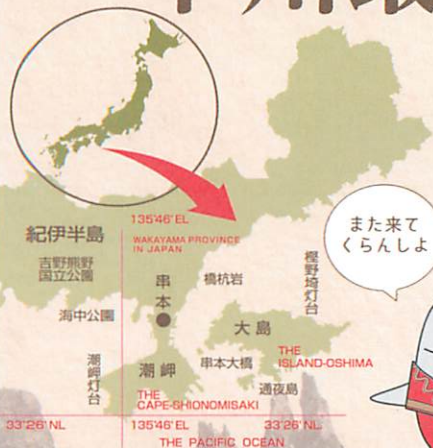 135°46' EL
紀伊半島
WAKAYAMA PROVINCE
IN JAPAN
吉野熊野
国立公園
また来て
くらんしよ
樫野埼灯台
串本
橋杭岩
海中公園
大島
潮岬灯台
潮岬
串本大橋
THE
ISLAND-OSHIMA
通夜島
THE
CAPE-SHIONOMISAKI
33°26' NL
135°46' EL
33°26' NL
THE PACIFIC OCEAN